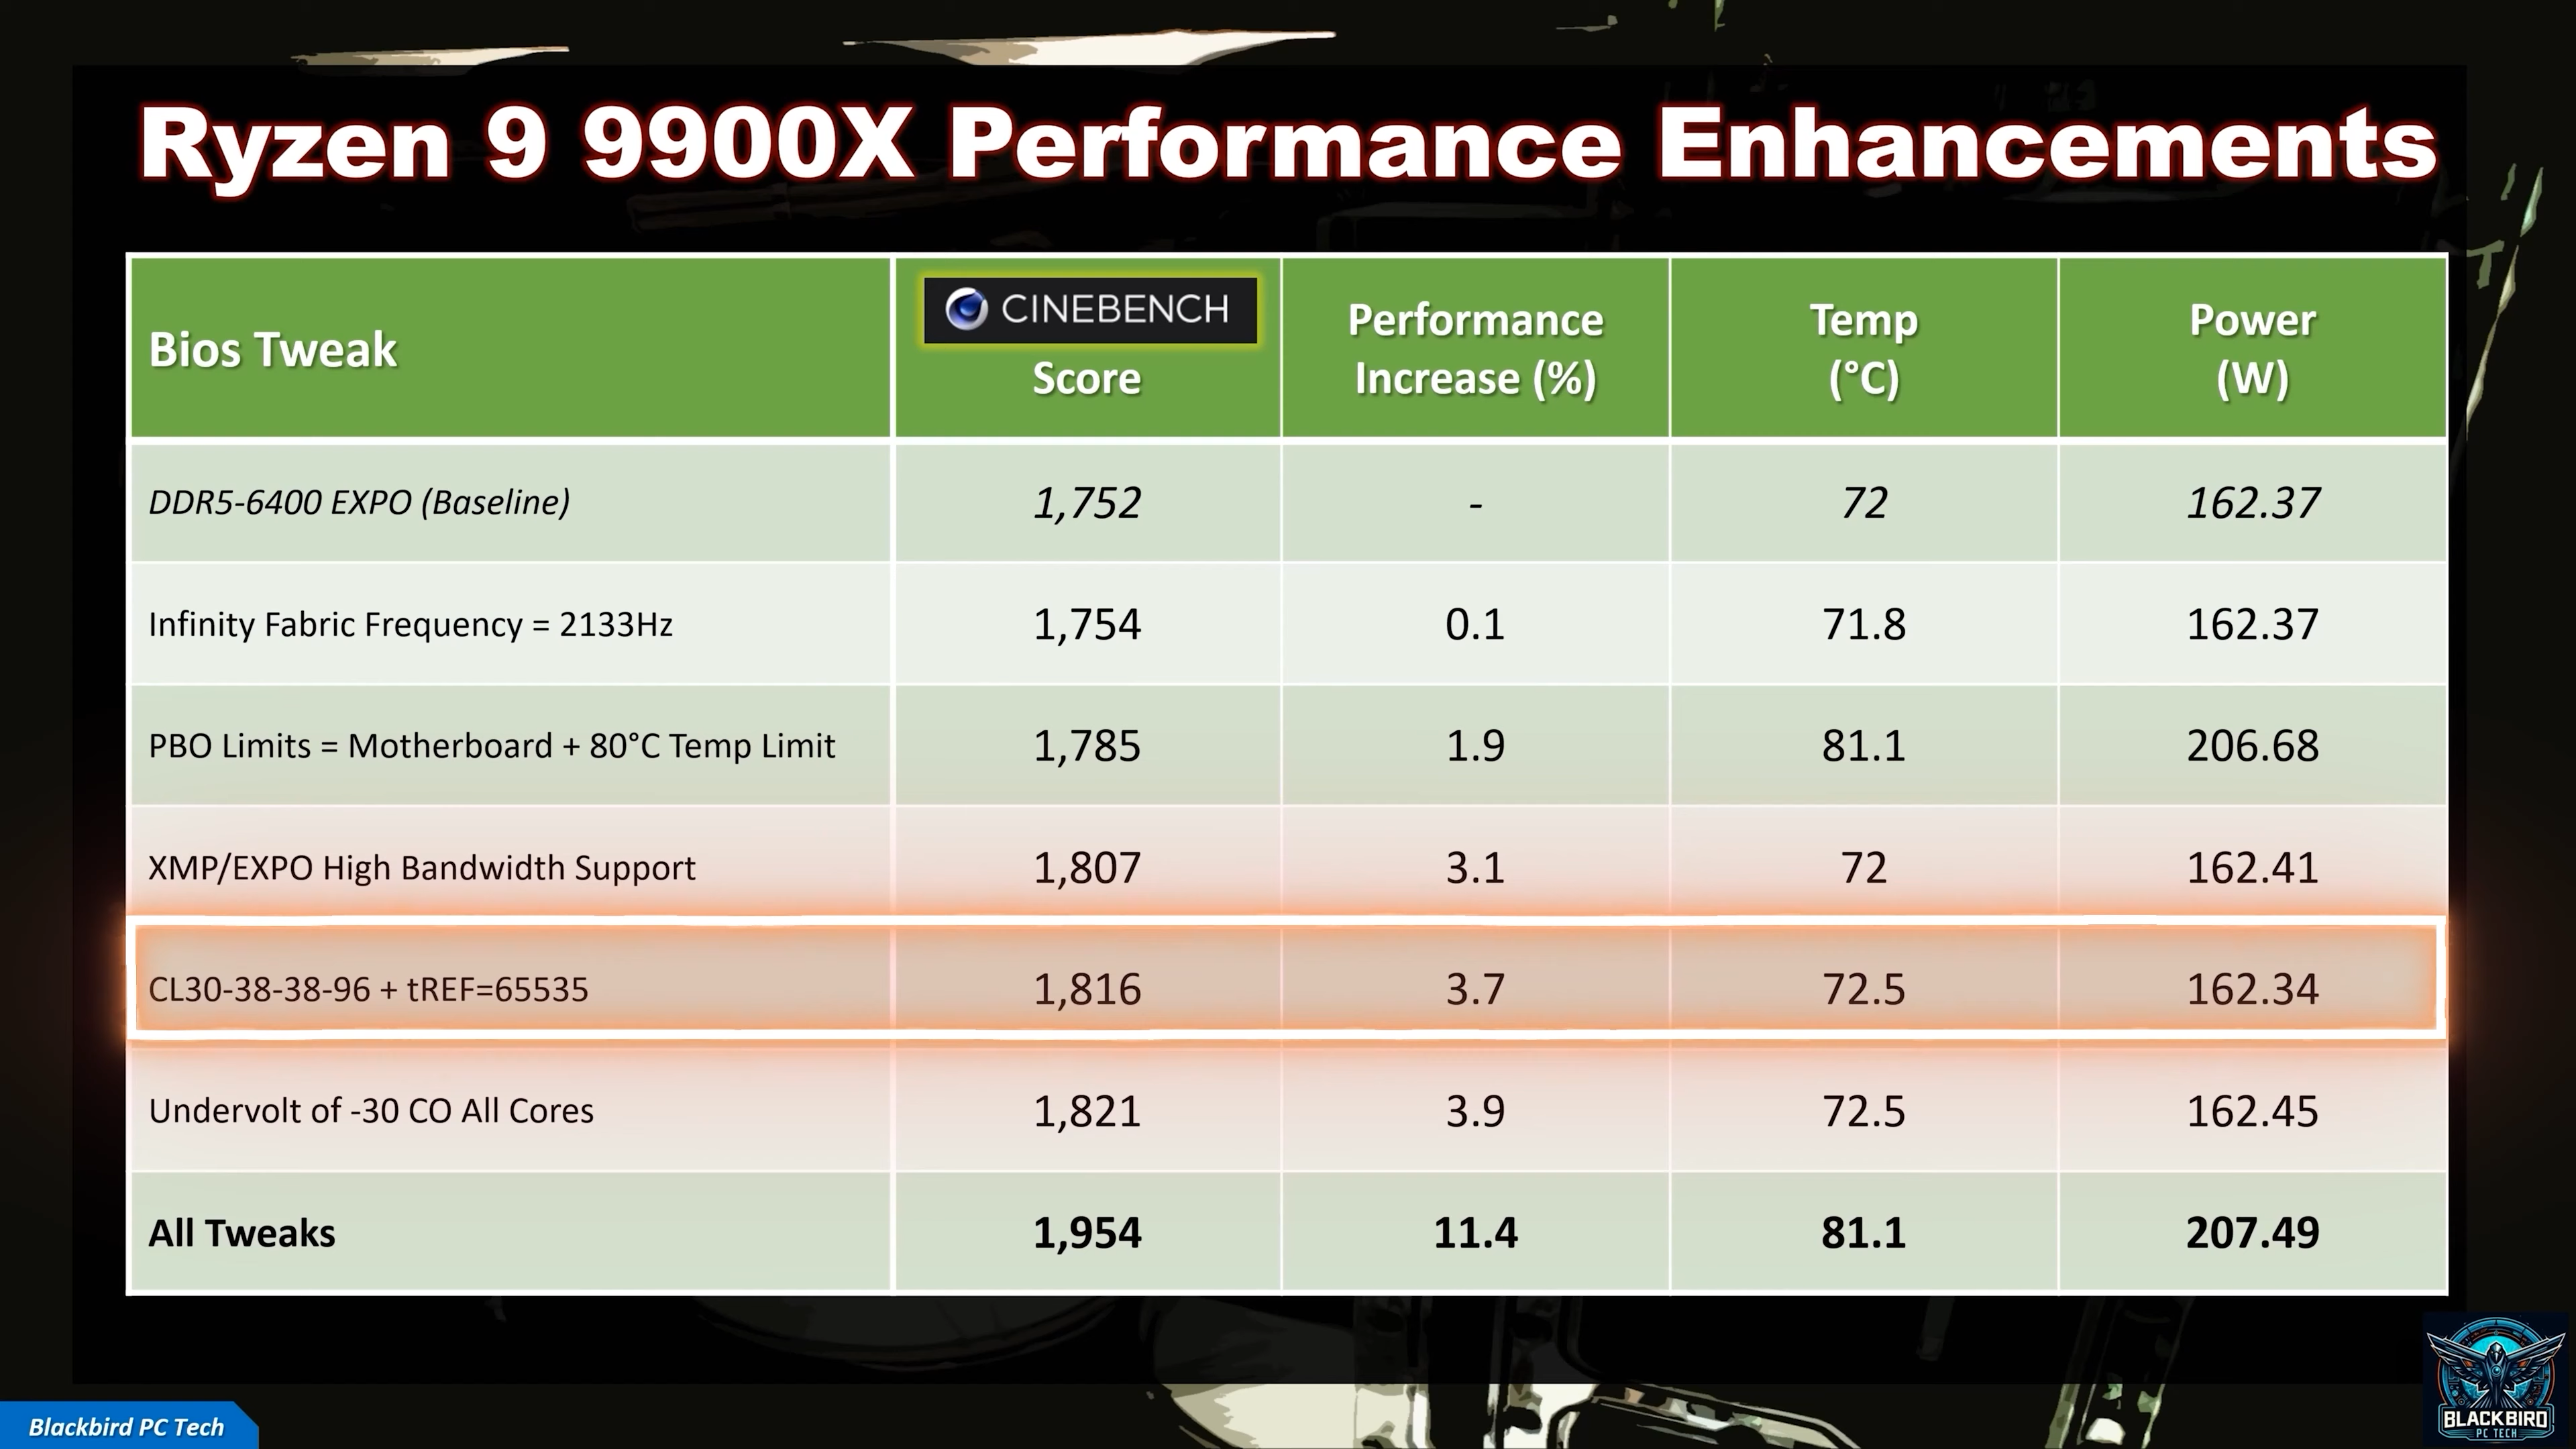 Ryzen 9 9900X Performance Enhancements
Bios Tweak
CINEBENCH
Score
Performance
Increase (%)
Temp
(°C)
Power
(W)
DDR5-6400 EXPO (Baseline) 1,752 - 72 162.37
Infinity Fabric Frequency = 2133Hz 1,754 0.1 71.8 162.37
PBO Limits = Motherboard + 80°C Temp Limit 1,785 1.9 81.1 206.68
XMP/EXPO High Bandwidth Support 1,807 3.1 72 162.41
CL30-38-38-96 + tREF=65535 1,816 3.7 72.5 162.34
Undervolt of -30 CO All Cores 1,821 3.9 72.5 162.45
All Tweaks 1,954 11.4 81.1 207.49
Blackbird PC Tech
BLACKBIRD
PC TECH